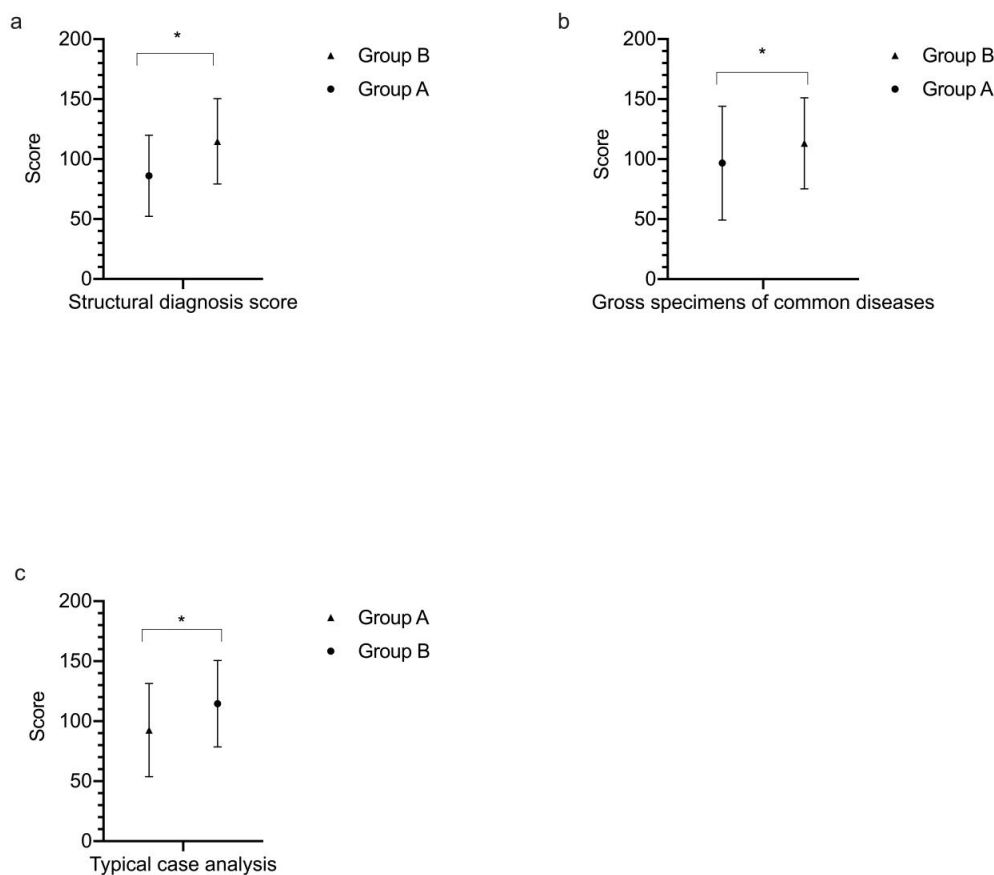 a
*
Group B
Group A
200
150
100
50
0
Score
Structural diagnosis score
b
*
Group B
Group A
200
150
100
50
0
Score
Gross specimens of common diseases
c
*
Group A
Group B
200
150
100
50
0
Score
Typical case analysis